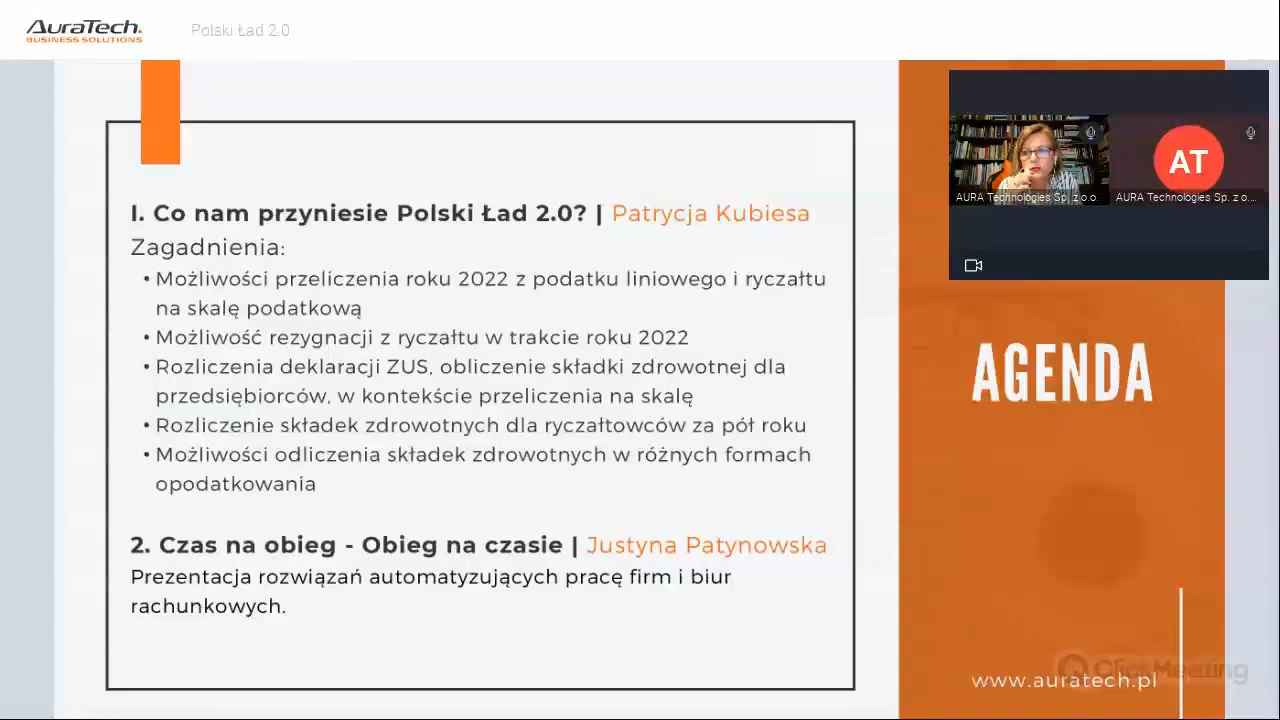 AURATECH.
BUSINESS SOLUTIONS
Polski Ład 2.0
I. Co nam przyniesie Polski Ład 2.0? | Patrycja Kubiesa
Zagadnienia:
• Możliwości przeliczenia roku 2022 z podatku liniowego i ryczałtu
na skalę podatkową
• Możliwość rezygnacji z ryczałtu w trakcie roku 2022
• Rozliczenia deklaracji ZUS, obliczenie składki zdrowotnej dla
przedsiębiorców, w kontekście przeliczenia na skalę
• Rozliczenie składek zdrowotnych dla ryczałtowców za pół roku
• Możliwości odliczenia składek zdrowotnych w różnych formach
opodatkowania
2. Czas na obieg - Obieg na czasie | Justyna Patynowska
Prezentacja rozwiązań automatyzujących pracę firm i biur
rachunkowych.
AT
AURA Technologies Sp. z o.o.
AURA Technologies Sp. z o...
AGENDA
ClickMeeting
www.auratech.pl